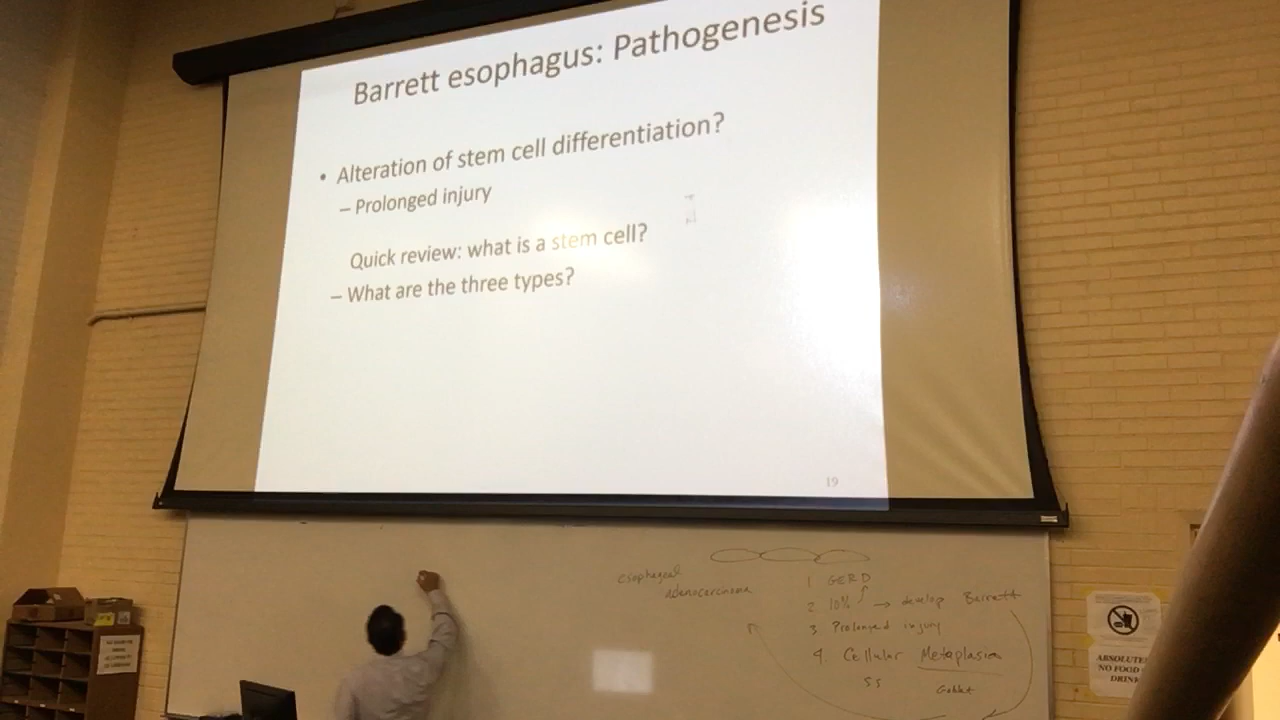 Barrett esophagus: Pathogenesis
• Alteration of stem cell differentiation?
– Prolonged injury
Quick review: what is a stem cell?
– What are the three types?
19
esophageal
adenocarcinoma
1 GERD
2 10% → develop Barrett
3 Prolonged injury
4. Cellular Metaplasia
SS Goblet
ABSOLUTE
NO FOOD
DRINK